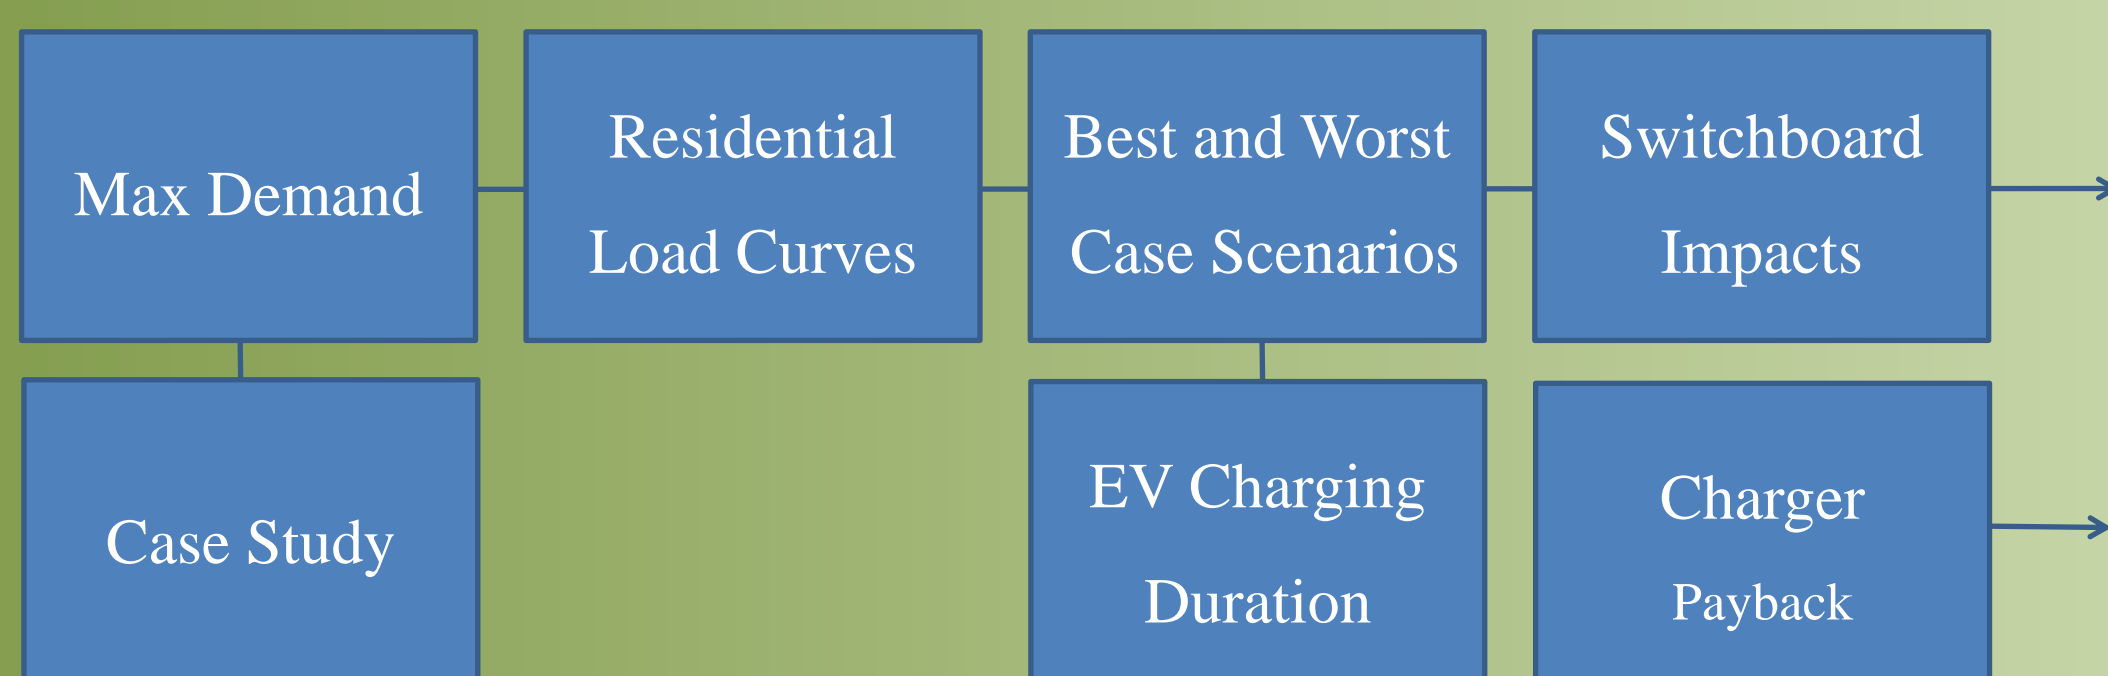 Max Demand
Residential
Load Curves
Best and Worst
Case Scenarios
Switchboard
Impacts
Case Study
EV Charging
Duration
Charger
Payback